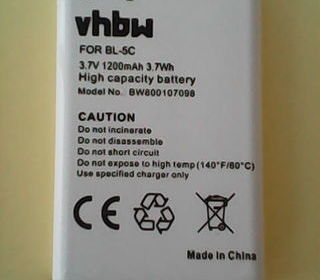 vhbw
FOR BL-5C
3.7V 1200mAh 3.7Wh
High capacity battery
Model No. BW800107098
CAUTION
Do not incinerate
Do not disassemble
Do not short circuit
Do not expose to high temp (140°F/60°C)
Use specified charger only
CE
Made in China